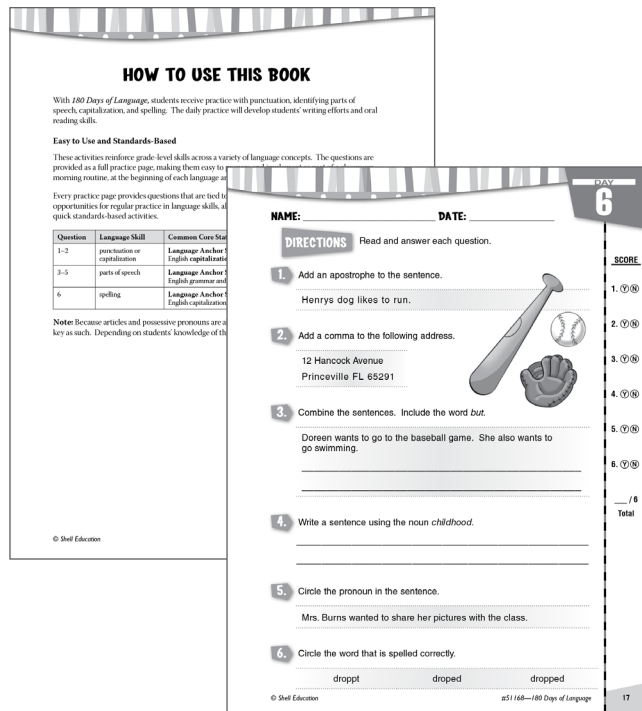 HOW TO USE THIS BOOK
With 180 Days of Language, students receive practice with punctuation, identifying parts of
speech, capitalization, and spelling. The daily practice will develop students' writing efforts and oral
reading skills.
Easy to Use and Standards-Based
These activities reinforce grade-level skills across a variety of language concepts. The questions are
provided as a full practice page, making them easy to
morning routine, at the beginning of each language
Every practice page provides questions that are tied to
opportunities for regular practice in language skills,
quick standards-based activities.
Question Language Skill Common Core
1–2 punctuation or capitalization Language Anchor
English
3–5 parts of speech Language Anchor
English grammar and
6 spelling Language Anchor
English capitalization
Note: Because articles and possessive pronouns are
key as such. Depending on students' knowledge of
© Shell Education
DAY
6
NAME: DATE:
DIRECTIONS Read and answer each question.
SCORE
1. Add an apostrophe to the sentence.
Henrys dog likes to run.
2. Add a comma to the following address.
12 Hancock Avenue
Princeville FL 65291
3. Combine the sentences. Include the word but.
Doreen wants to go to the baseball game. She also wants to
go swimming.
4. Write a sentence using the noun childhood.
5. Circle the pronoun in the sentence.
Mrs. Burns wanted to share her pictures with the class.
6. Circle the word that is spelled correctly.
droppt droped dropped
1. Y N
2. Y N
3. Y N
4. Y N
5. Y N
6. Y N
___ / 6
Total
© Shell Education #51168—180 Days of Language 17